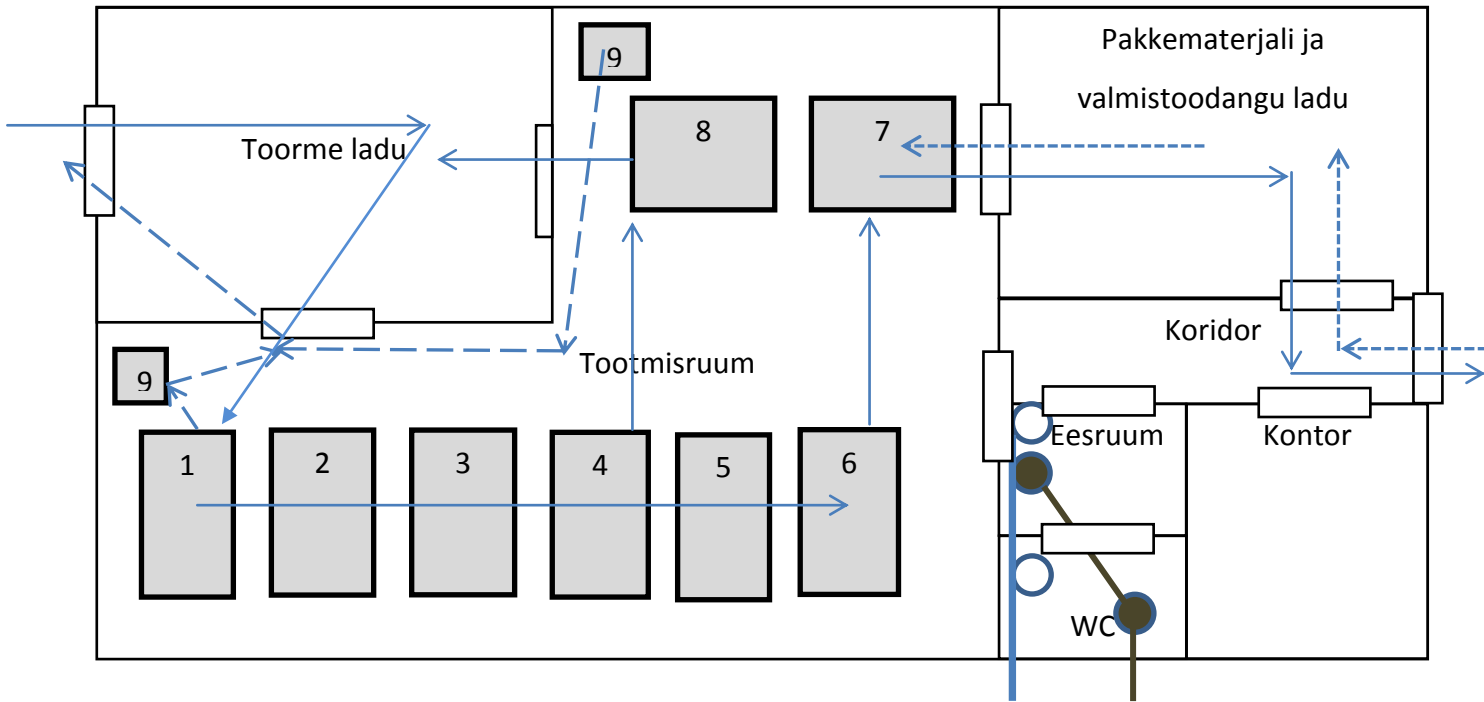 9
Pakkematerjali ja
valmistoodangu ladu
8
7
Toorme ladu
Koridor
Tootmisruum
9
Eesruum
Kontor
1
2
3
4
5
6
WC